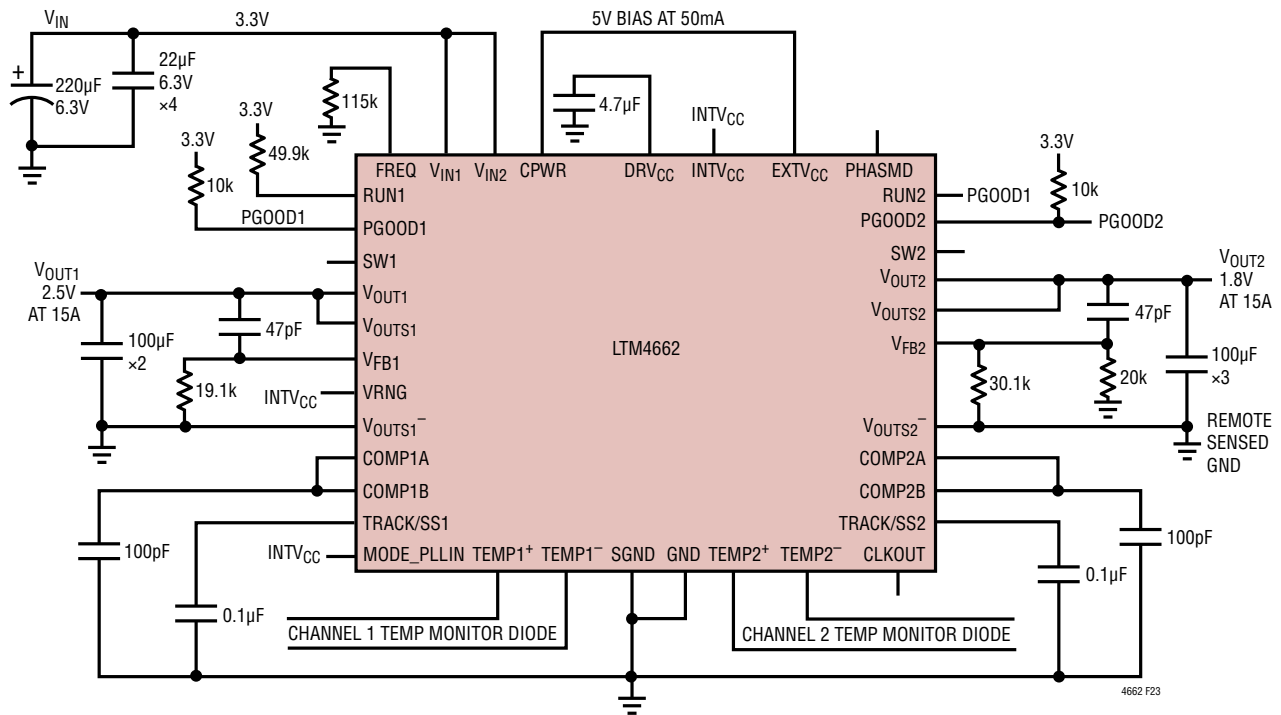 VIN
3.3V
5V BIAS AT 50mA
+
220µF
6.3V
22µF
6.3V
×4
115k
4.7µF
INTVCC
3.3V
49.9k
3.3V
10k
PGOOD1
3.3V
10k
PGOOD1
PGOOD2
FREQ
VIN1
VIN2
CPWR
DRVCC
INTVCC
EXTVCC
PHASMD
RUN1
PGOOD1
SW1
VOUT1
VOUTS1
VFB1
VRNG
VOUTS1–
COMP1A
COMP1B
TRACK/SS1
MODE_PLLIN
TEMP1+
TEMP1–
SGND
GND
TEMP2+
TEMP2–
CLKOUT
RUN2
PGOOD2
SW2
VOUT2
VOUTS2
VFB2
VOUTS2–
COMP2A
COMP2B
TRACK/SS2
LTM4662
VOUT1
2.5V
AT 15A
100µF
×2
47pF
19.1k
INTVCC
100pF
INTVCC
0.1µF
VOUT2
1.8V
AT 15A
47pF
30.1k
20k
100µF
×3
REMOTE
SENSED
GND
100pF
0.1µF
CHANNEL 1 TEMP MONITOR DIODE
CHANNEL 2 TEMP MONITOR DIODE
4662 F23